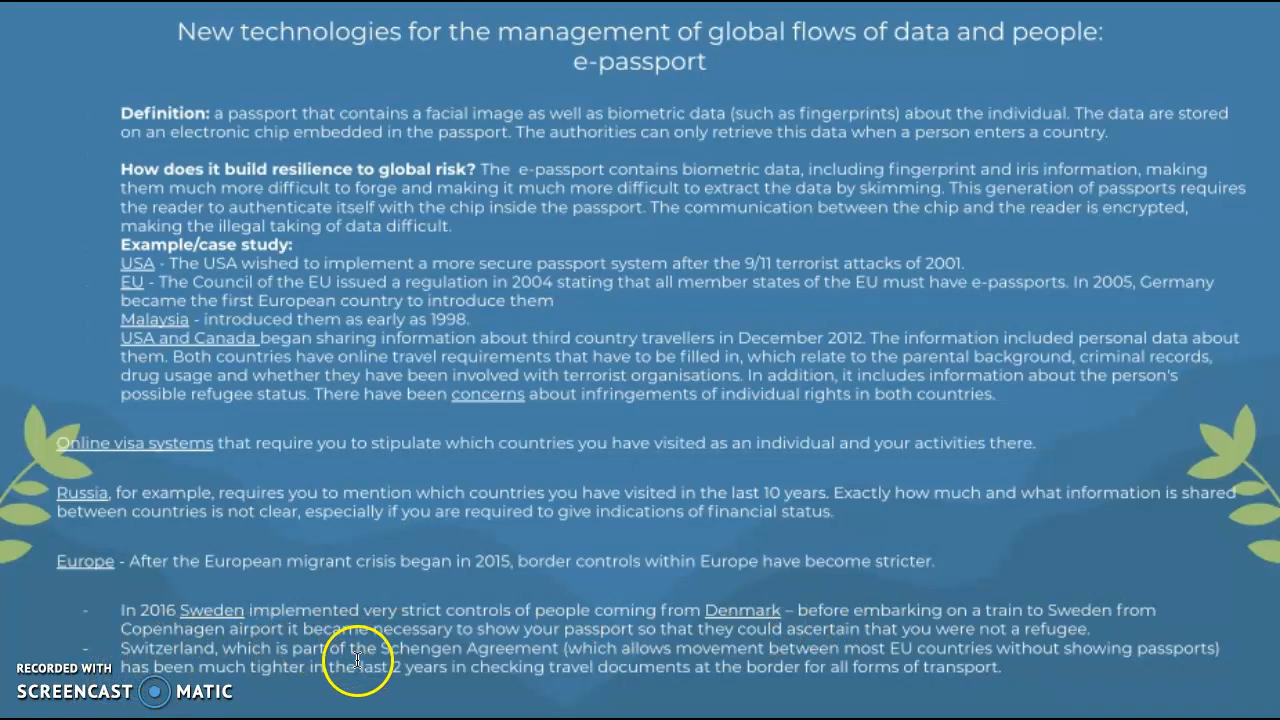 New technologies for the management of global flows of data and people:
e-passport
Definition: a passport that contains a facial image as well as biometric data (such as fingerprints) about the individual. The data are stored
on an electronic chip embedded in the passport. The authorities can only retrieve this data when a person enters a country.
How does it build resilience to global risk? The e-passport contains biometric data, including fingerprint and iris information, making
them much more difficult to forge and making it much more difficult to extract the data by skimming. This generation of passports requires
the reader to authenticate itself with the chip inside the passport. The communication between the chip and the reader is encrypted,
making the illegal taking of data difficult.
Example/case study:
USA - The USA wished to implement a more secure passport system after the 9/11 terrorist attacks of 2001.
EU - The Council of the EU issued a regulation in 2004 stating that all member states of the EU must have e-passports. In 2005, Germany
became the first European country to introduce them
Malaysia - introduced them as early as 1998.
USA and Canada began sharing information about third country travellers in December 2012. The information included personal data about
them. Both countries have online travel requirements that have to be filled in, which relate to the parental background, criminal records,
drug usage and whether they have been involved with terrorist organisations. In addition, it includes information about the person's
possible refugee status. There have been concerns about infringements of individual rights in both countries.
Online visa systems that require you to stipulate which countries you have visited as an individual and your activities there.
Russia, for example, requires you to mention which countries you have visited in the last 10 years. Exactly how much and what information is shared
between countries is not clear, especially if you are required to give indications of financial status.
Europe - After the European migrant crisis began in 2015, border controls within Europe have become stricter.
- In 2016 Sweden implemented very strict controls of people coming from Denmark – before embarking on a train to Sweden from
Copenhagen airport it became necessary to show your passport so that they could ascertain that you were not a refugee.
- Switzerland, which is part of the Schengen Agreement (which allows movement between most EU countries without showing passports)
has been much tighter in the last 2 years in checking travel documents at the border for all forms of transport.
RECORDED WITH
SCREENCAST MATIC